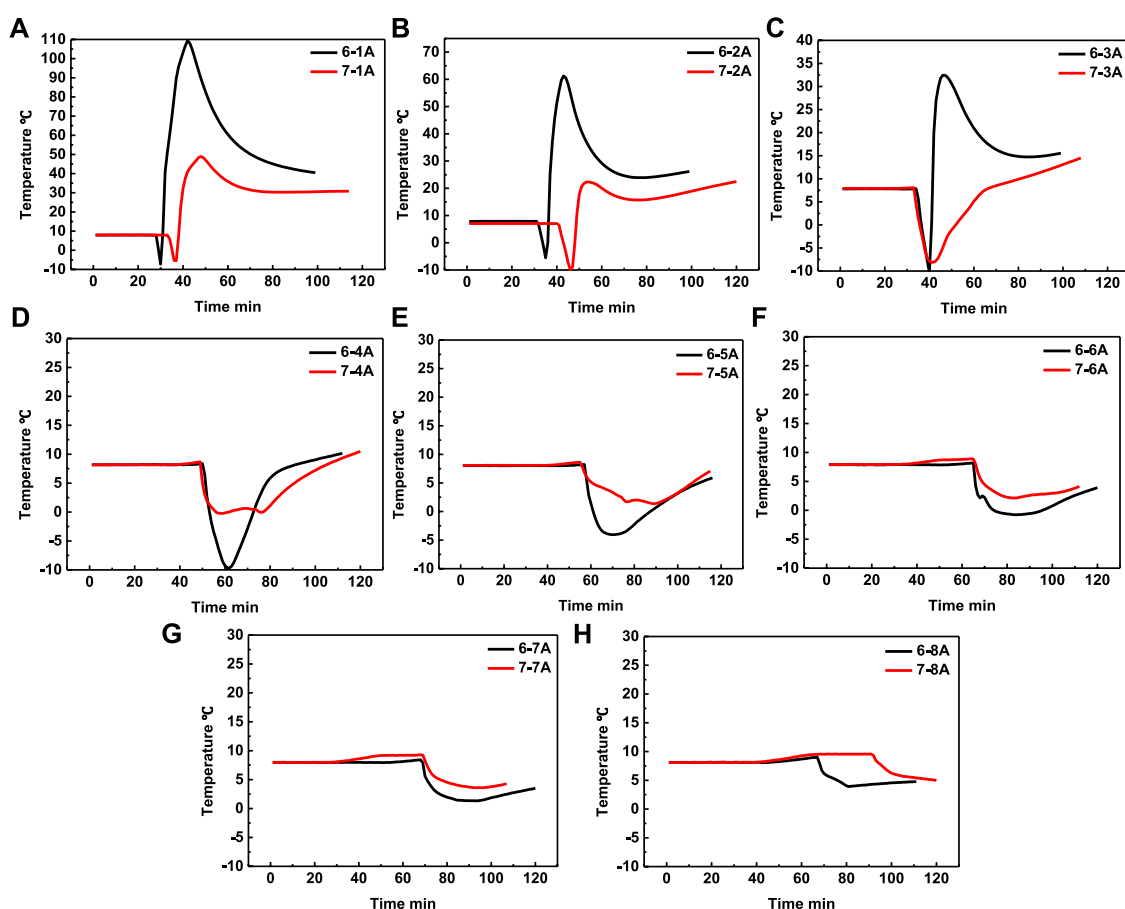 A
6-1A
7-1A
Temperature ℃
110
100
90
80
70
60
50
40
30
20
10
0
-10
0 20 40 60 80 100 120
Time min
B
6-2A
7-2A
Temperature ℃
70
60
50
40
30
20
10
0
-10
0 20 40 60 80 100 120
Time min
C
6-3A
7-3A
Temperature ℃
40
35
30
25
20
15
10
5
0
-5
-10
0 20 40 60 80 100 120
Time min
D
6-4A
7-4A
Temperature ℃
30
25
20
15
10
5
0
-5
-10
0 20 40 60 80 100 120
Time min
E
6-5A
7-5A
Temperature ℃
30
25
20
15
10
5
0
-5
-10
0 20 40 60 80 100 120
Time min
F
6-6A
7-6A
Temperature ℃
30
25
20
15
10
5
0
-5
-10
0 20 40 60 80 100 120
Time min
G
6-7A
7-7A
Temperature ℃
30
25
20
15
10
5
0
-5
-10
0 20 40 60 80 100 120
Time min
H
6-8A
7-8A
Temperature ℃
30
25
20
15
10
5
0
-5
-10
0 20 40 60 80 100 120
Time min